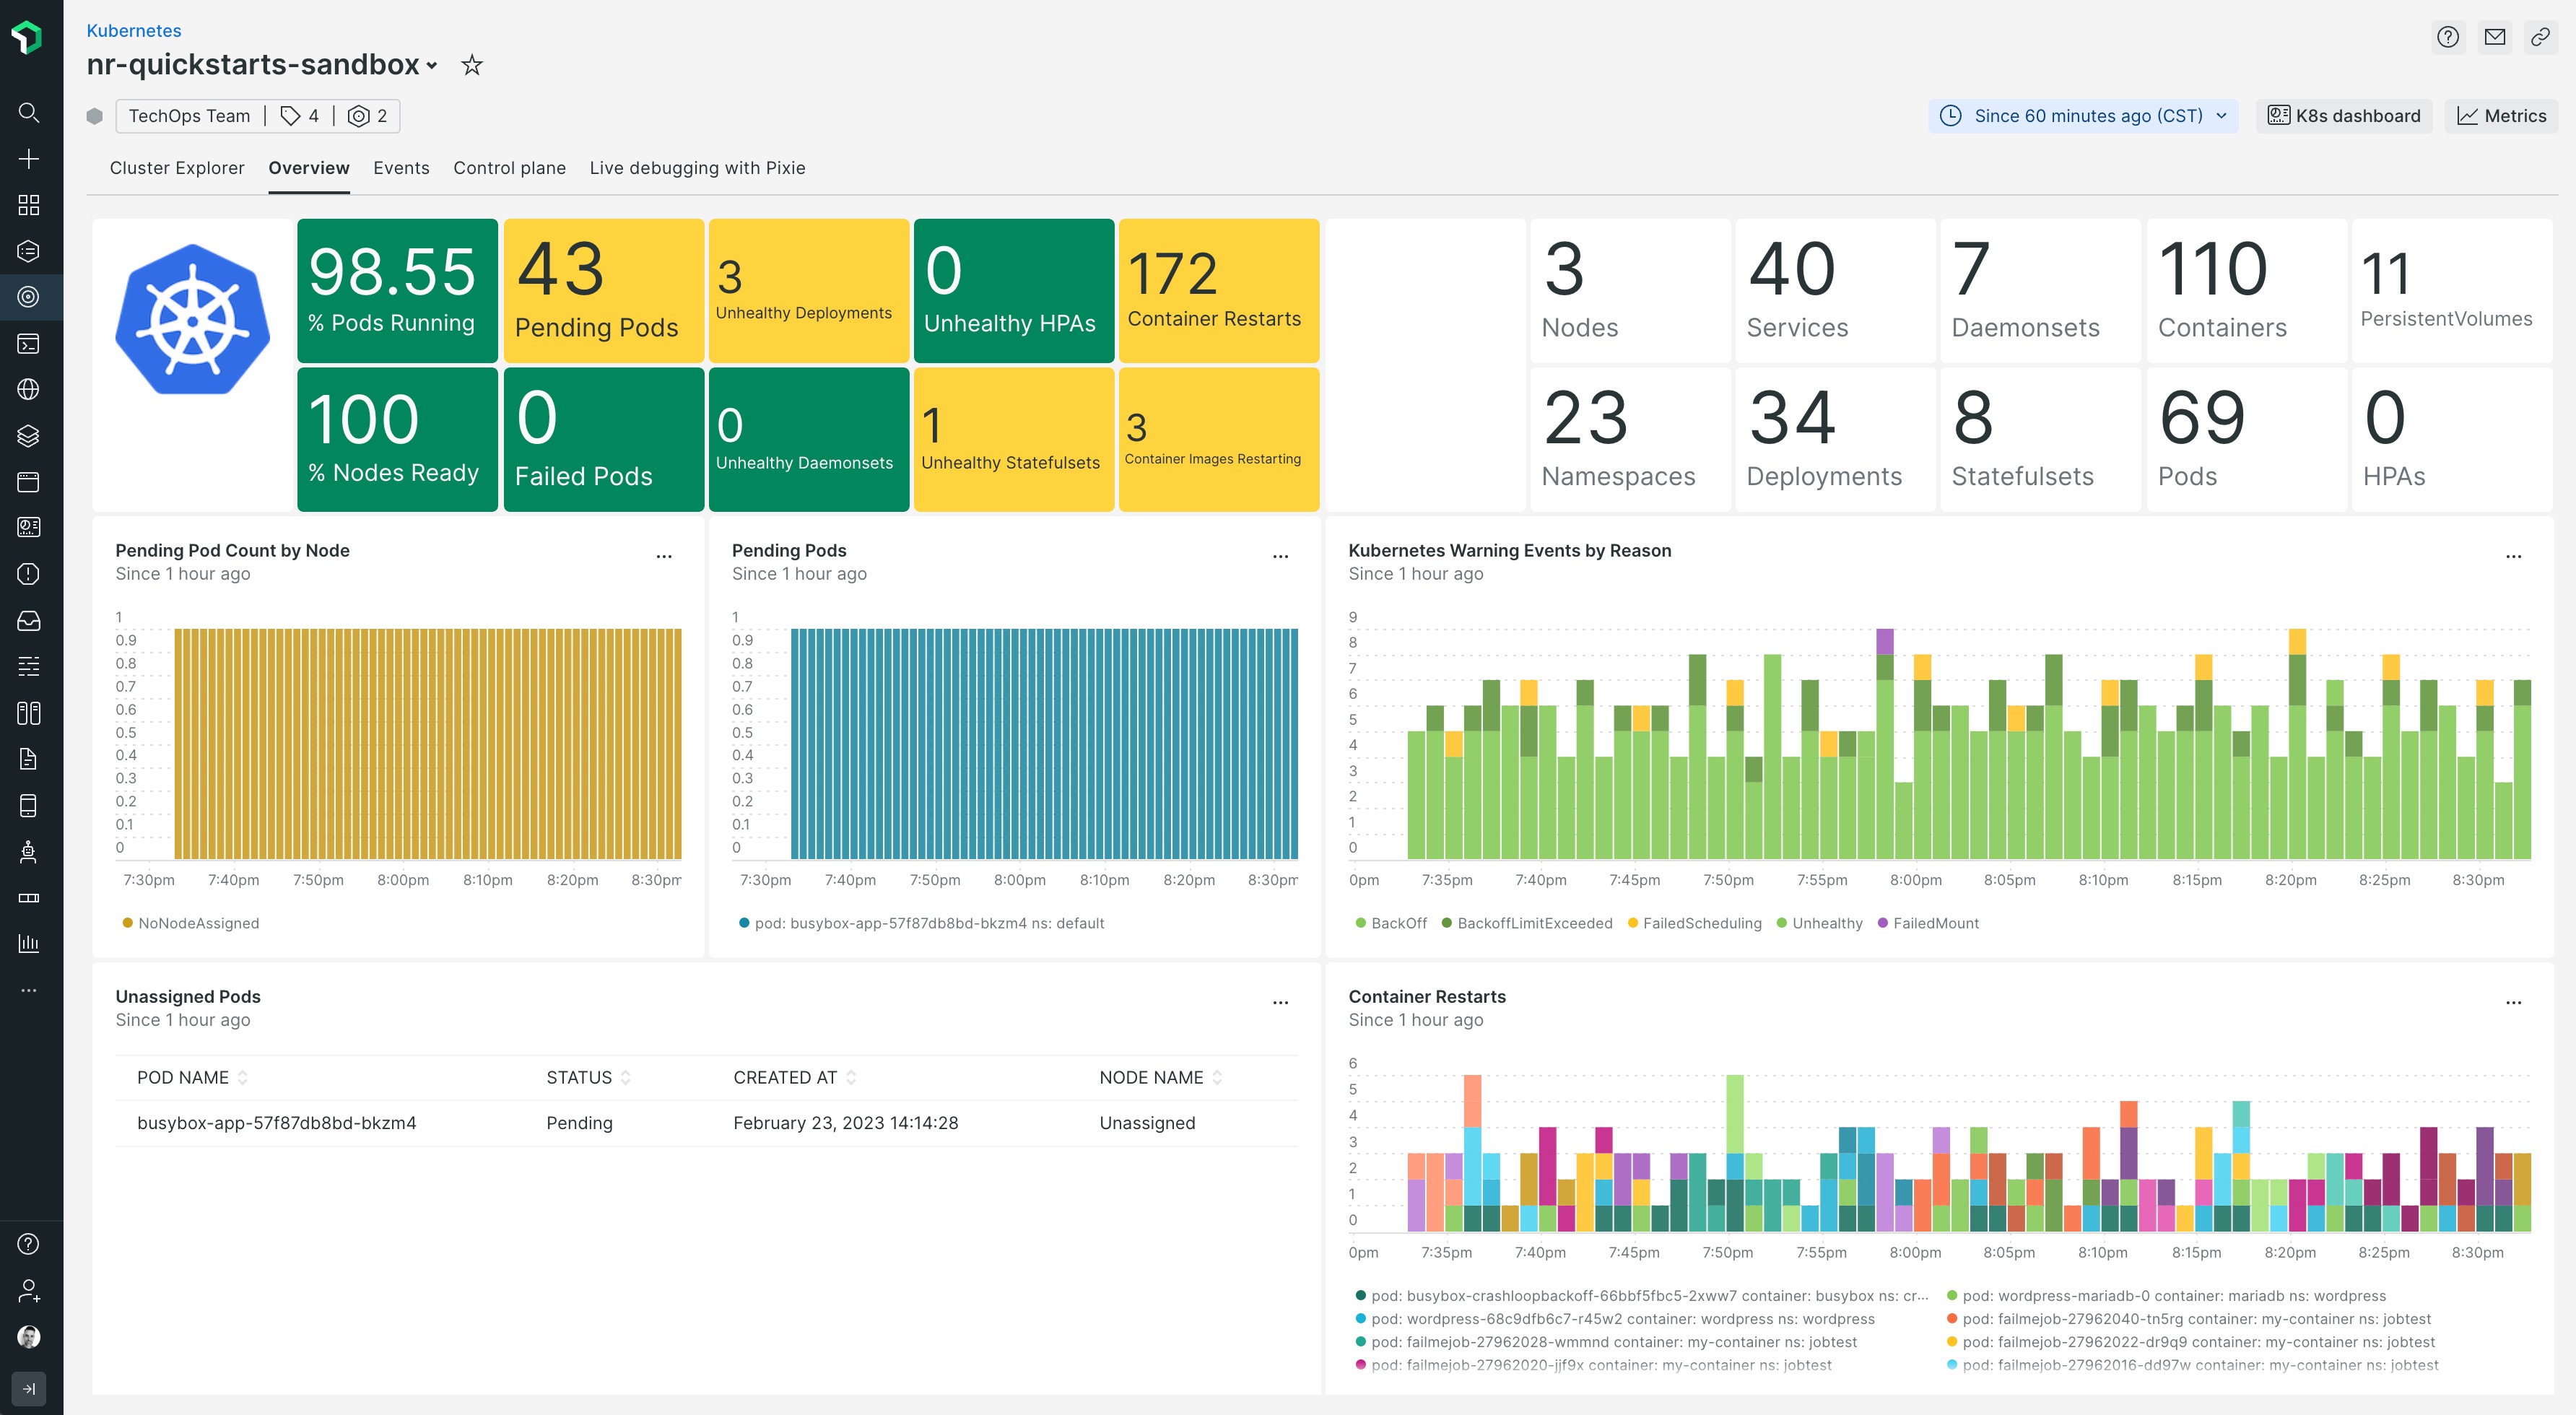 Kubernetes
nr-quickstarts-sandbox
TechOps Team | 4 | 2
Since 60 minutes ago (CST)
K8s dashboard
Metrics
Cluster Explorer Overview Events Control plane Live debugging with Pixie
98.55
% Pods Running
43
Pending Pods
3
Unhealthy Deployments
0
Unhealthy HPAs
172
Container Restarts
3
Nodes
40
Services
7
Daemonsets
110
Containers
11
PersistentVolumes
100
% Nodes Ready
0
Failed Pods
0
Unhealthy Daemonsets
1
Unhealthy Statefulsets
3
Container Images Restarting
23
Namespaces
34
Deployments
8
Statefulsets
69
Pods
0
HPAs
Pending Pod Count by Node
Since 1 hour ago
1
0.9
0.8
0.7
0.6
0.5
0.4
0.3
0.2
0.1
0
7:30pm 7:40pm 7:50pm 8:00pm 8:10pm 8:20pm 8:30pm
NoNodeAssigned
Pending Pods
Since 1 hour ago
1
0.9
0.8
0.7
0.6
0.5
0.4
0.3
0.2
0.1
0
7:30pm 7:40pm 7:50pm 8:00pm 8:10pm 8:20pm 8:30pm
pod: busybox-app-57f87db8bd-bkzm4 ns: default
Kubernetes Warning Events by Reason
Since 1 hour ago
9
8
7
6
5
4
3
2
1
0
0pm 7:35pm 7:40pm 7:45pm 7:50pm 7:55pm 8:00pm 8:05pm 8:10pm 8:15pm 8:20pm 8:25pm 8:30pm
BackOff BackoffLimitExceeded FailedScheduling Unhealthy FailedMount
Unassigned Pods
Since 1 hour ago
POD NAME STATUS CREATED AT NODE NAME
busybox-app-57f87db8bd-bkzm4 Pending February 23, 2023 14:14:28 Unassigned
Container Restarts
Since 1 hour ago
6
5
4
3
2
1
0
0pm 7:35pm 7:40pm 7:45pm 7:50pm 7:55pm 8:00pm 8:05pm 8:10pm 8:15pm 8:20pm 8:25pm 8:30pm
pod: busybox-crashloopbackoff-66bbf5fbc5-2xww7 container: busybox ns: cr... pod: wordpress-mariadb-0 container: mariadb ns: wordpress
pod: wordpress-68c9dfb6c7-r45w2 container: wordpress ns: wordpress pod: failmejob-27962040-tn5rg container: my-container ns: jobtest
pod: failmejob-27962028-wmmnd container: my-container ns: jobtest pod: failmejob-27962022-dr9q9 container: my-container ns: jobtest
pod: failmejob-27962020-jjf9x container: my-container ns: jobtest pod: failmejob-27962016-dd97w container: my-container ns: jobtest